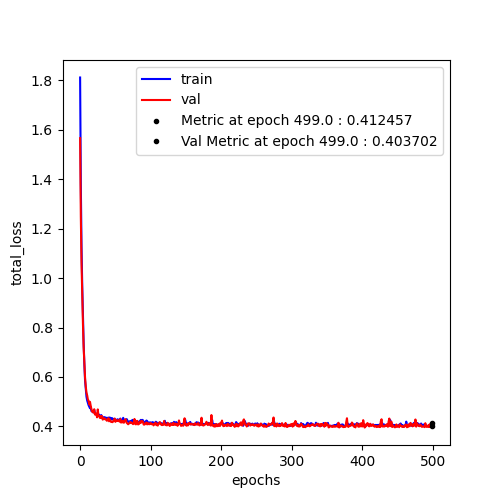 train
val
Metric at epoch 499.0 : 0.412457
Val Metric at epoch 499.0 : 0.403702
1.8
1.6
1.4
1.2
1.0
0.8
0.6
0.4
total_loss
0 100 200 300 400 500
epochs